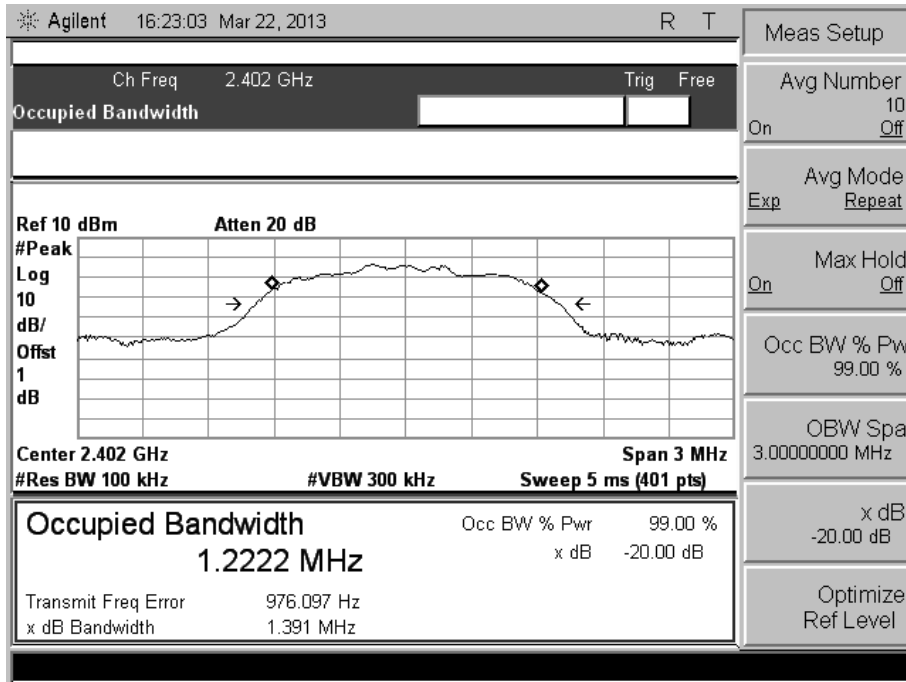 Agilent 16:23:03 Mar 22, 2013 R T
Ch Freq 2.402 GHz Trig Free
Occupied Bandwidth
Ref 10 dBm Atten 20 dB
#Peak
Log
10
dB/
Offst
1
dB
Center 2.402 GHz Span 3 MHz
#Res BW 100 kHz #VBW 300 kHz Sweep 5 ms (401 pts)
Occupied Bandwidth
1.2222 MHz
Occ BW % Pwr 99.00 %
x dB -20.00 dB
Transmit Freq Error 976.097 Hz
x dB Bandwidth 1.391 MHz
Meas Setup
Avg Number
10
On Off
Avg Mode
Exp Repeat
Max Hold
On Off
Occ BW % Pw
99.00 %
OBW Spa
3.00000000 MHz
x dB
-20.00 dB
Optimize
Ref Level